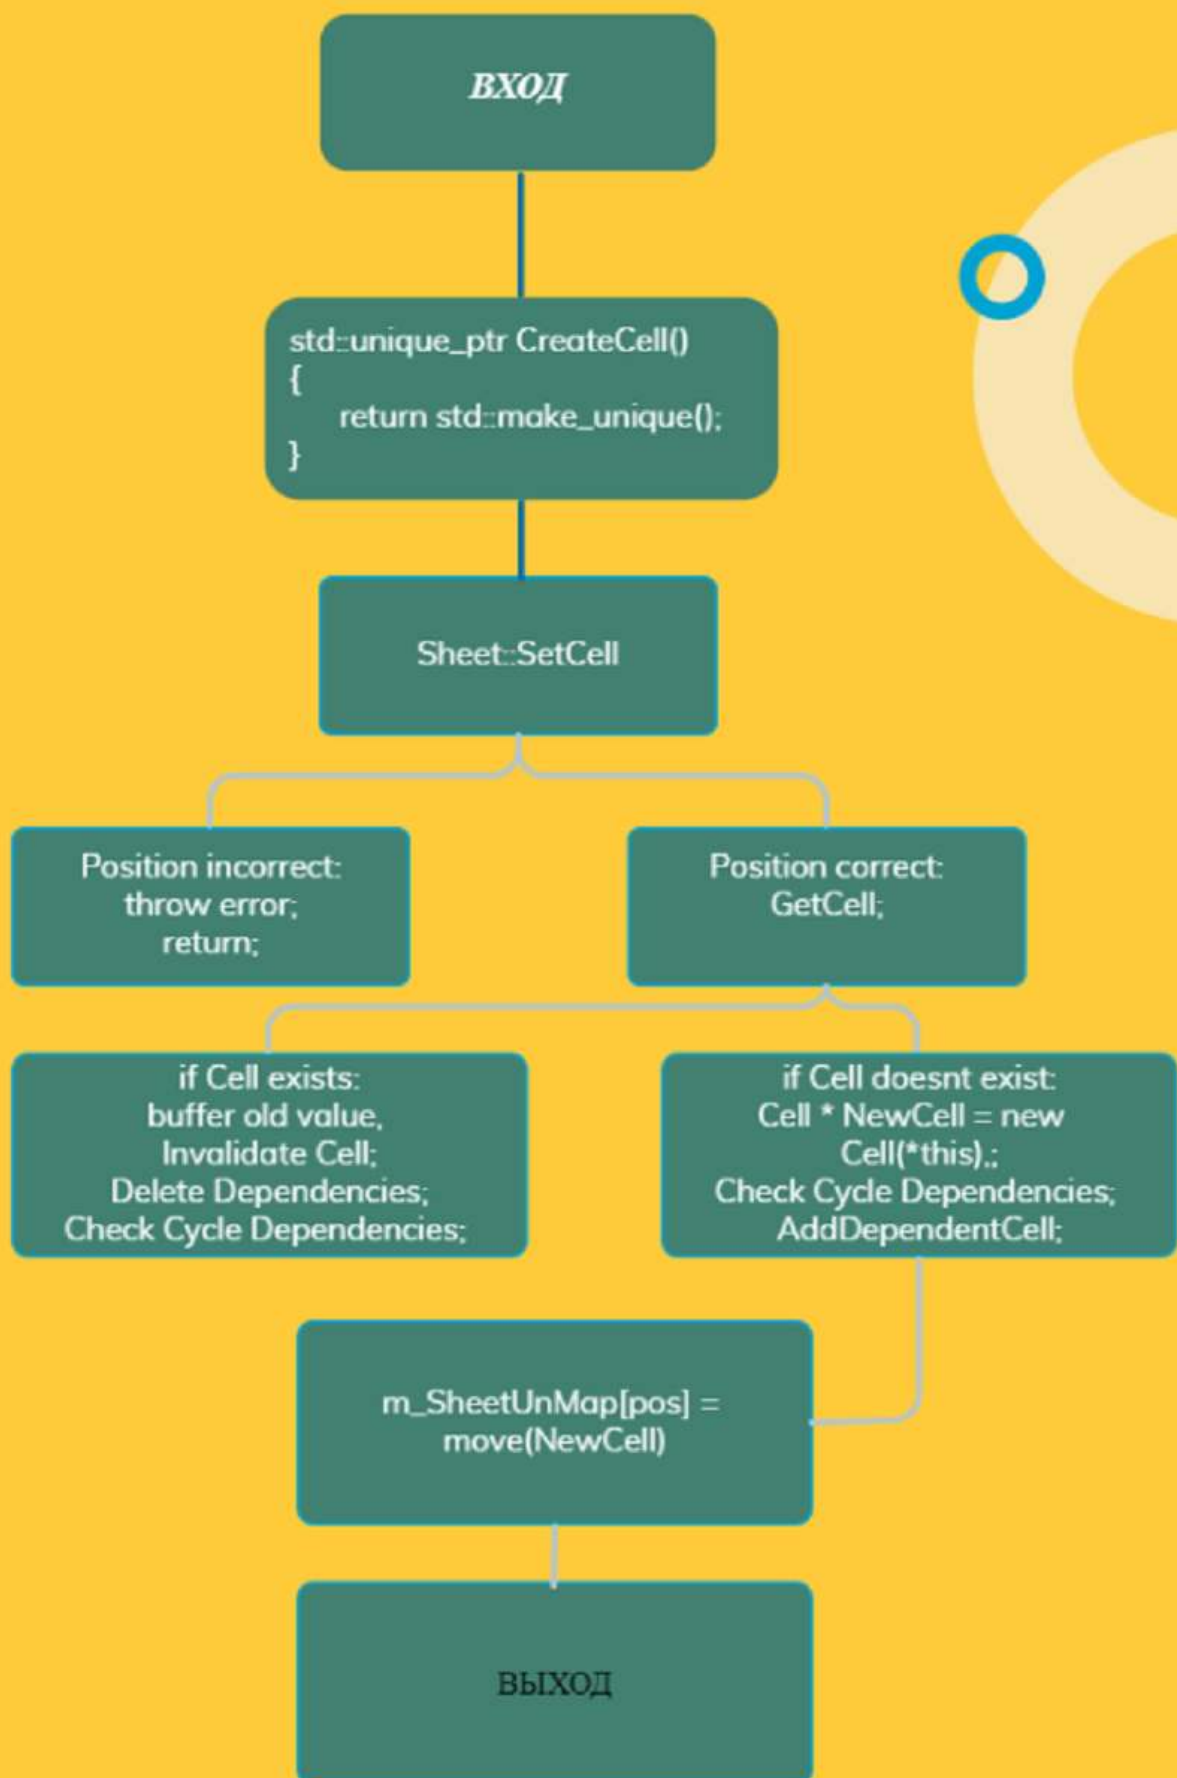 ВХОД
std::unique_ptr CreateCell()
{
return std::make_unique();
}
Sheet::SetCell
Position incorrect:
throw error;
return;
Position correct:
GetCell;
if Cell exists:
buffer old value,
Invalidate Cell;
Delete Dependencies;
Check Cycle Dependencies;
if Cell doesnt exist:
Cell * NewCell = new
Cell(*this).;
Check Cycle Dependencies;
AddDependentCell;
m_SheetUnMap[pos] =
move(NewCell)
ВЫХОД